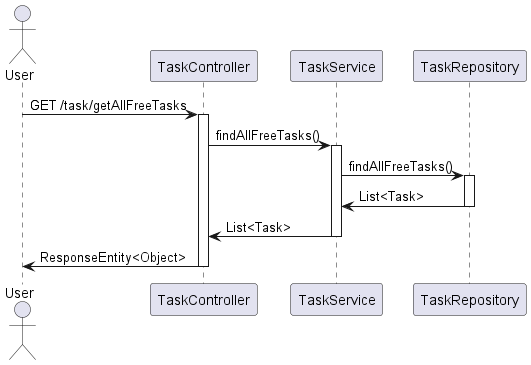 User
TaskController
TaskService
TaskRepository
GET /task/getAllFreeTasks
findAllFreeTasks()
findAllFreeTasks()
List<Task>
List<Task>
ResponseEntity<Object>
User
TaskController
TaskService
TaskRepository